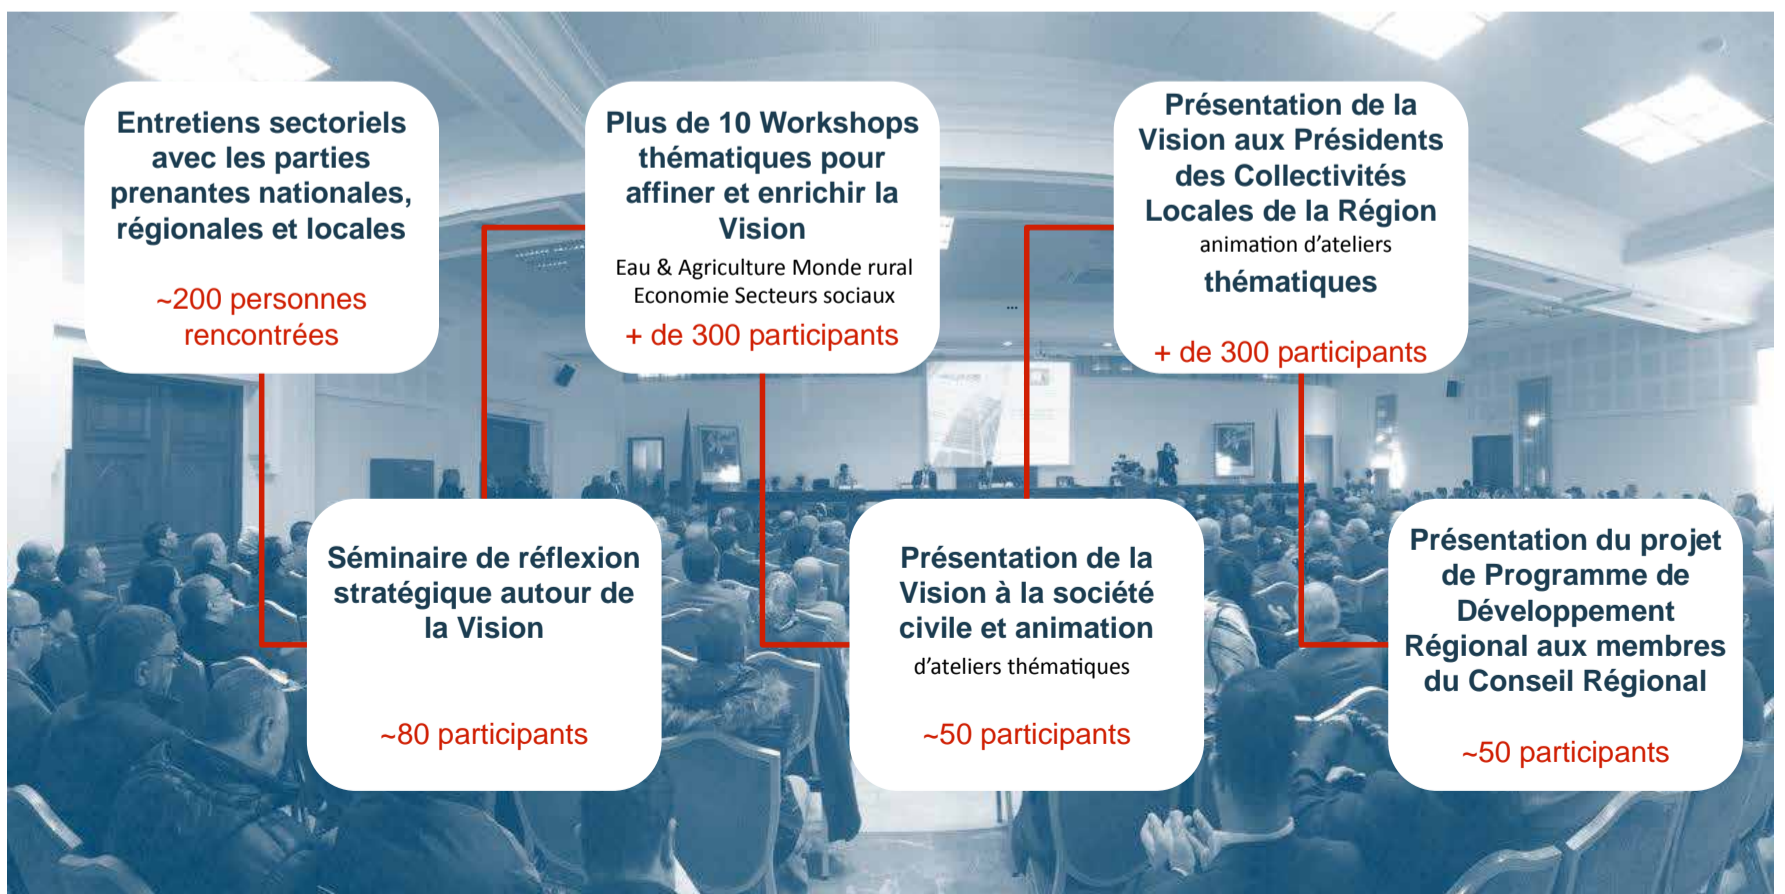 Entretiens sectoriels
avec les parties
prenantes nationales,
régionales et locales
~200 personnes
rencontrées
Séminaire de réflexion
stratégique autour de
la Vision
~80 participants
Plus de 10 Workshops
thématiques pour
affiner et enrichir la
Vision
Eau & Agriculture Monde rural
Economie Secteurs sociaux
+ de 300 participants
Présentation de la
Vision à la société
civile et animation
d'ateliers thématiques
~50 participants
Présentation de la
Vision aux Présidents
des Collectivités
Locales de la Région
animation d'ateliers
thématiques
+ de 300 participants
Présentation du projet
de Programme de
Développement
Régional aux membres
du Conseil Régional
~50 participants
...